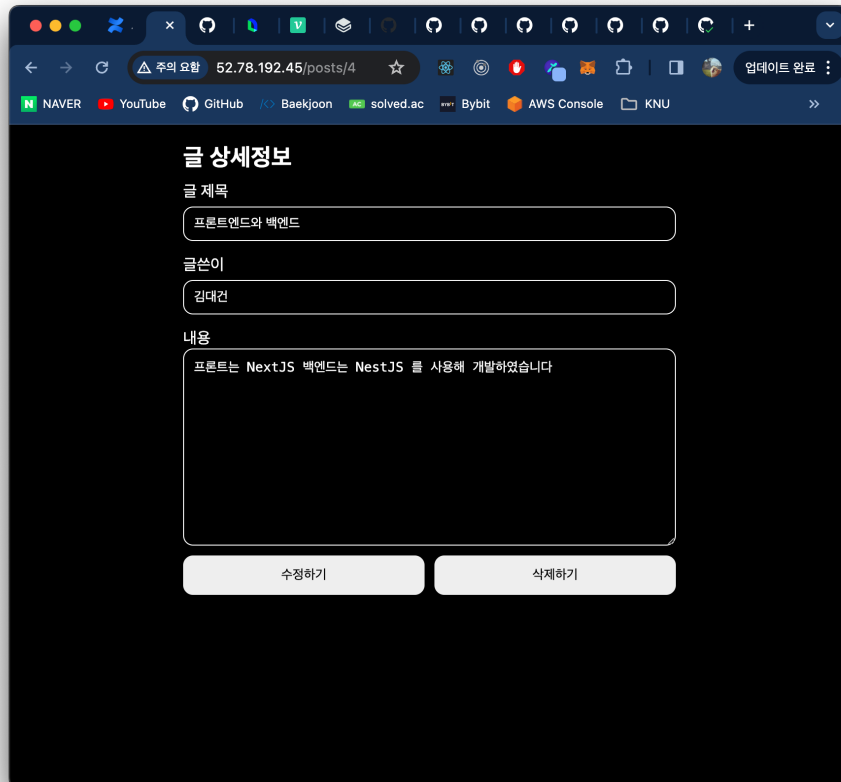 주의 요함 52.78.192.45/posts/4 업데이트 완료
N NAVER YouTube GitHub </> Baekjoon AC solved.ac BYBIT Bybit AWS Console KNU
글 상세정보
글 제목
프론트엔드와 백엔드
글쓴이
김대건
내용
프론트는 NextJS 백엔드는 NestJS 를 사용해 개발하였습니다
수정하기 삭제하기